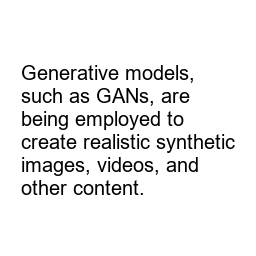 Generative models,
such as GANs, are
being employed to
create realistic synthetic
images, videos, and
other content.